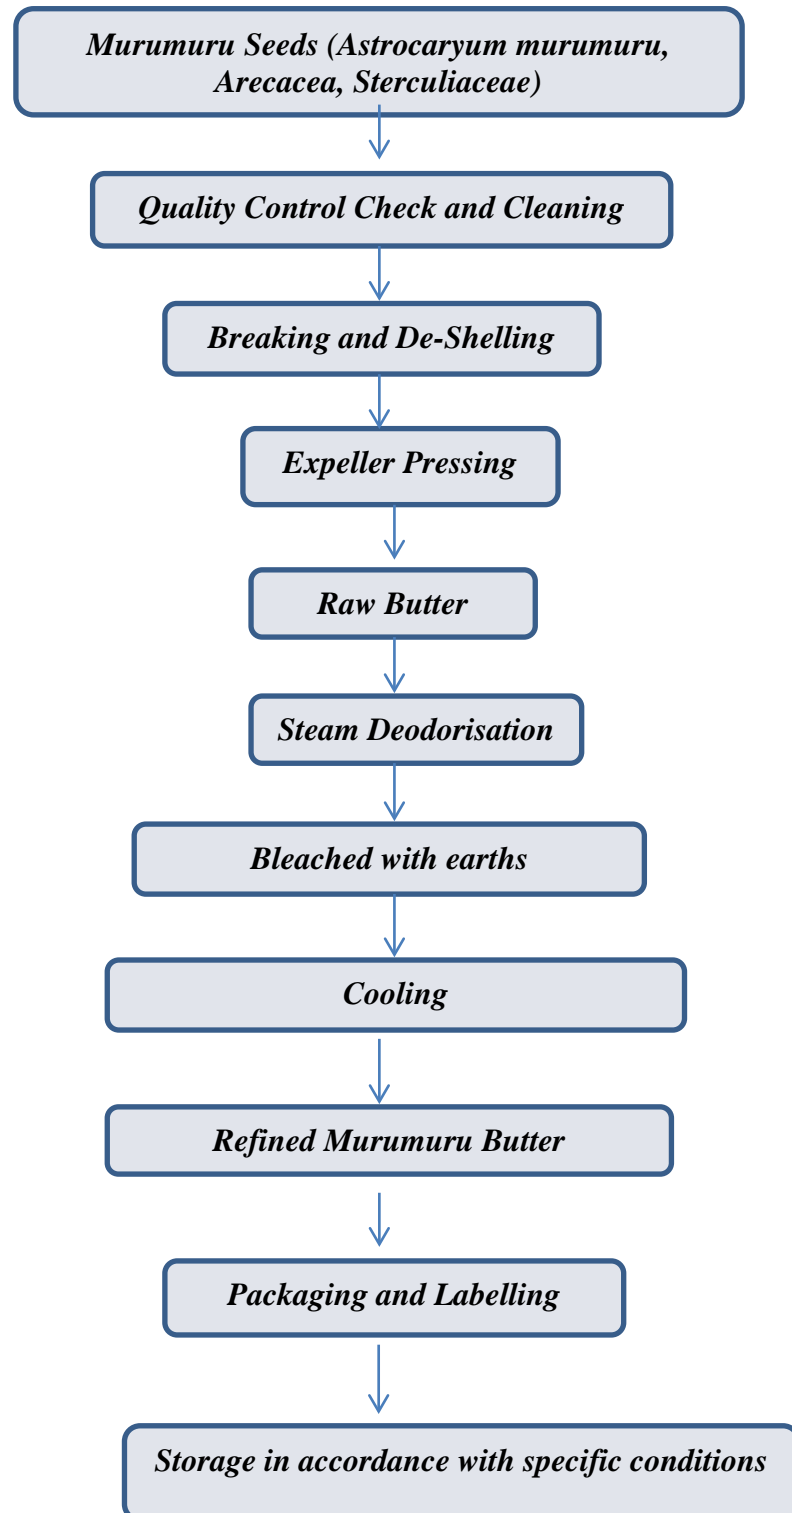 Murumuru Seeds (Astrocaryum murumuru,
Arecacea, Sterculiaceae)
Quality Control Check and Cleaning
Breaking and De-Shelling
Expeller Pressing
Raw Butter
Steam Deodorisation
Bleached with earths
Cooling
Refined Murumuru Butter
Packaging and Labelling
Storage in accordance with specific conditions